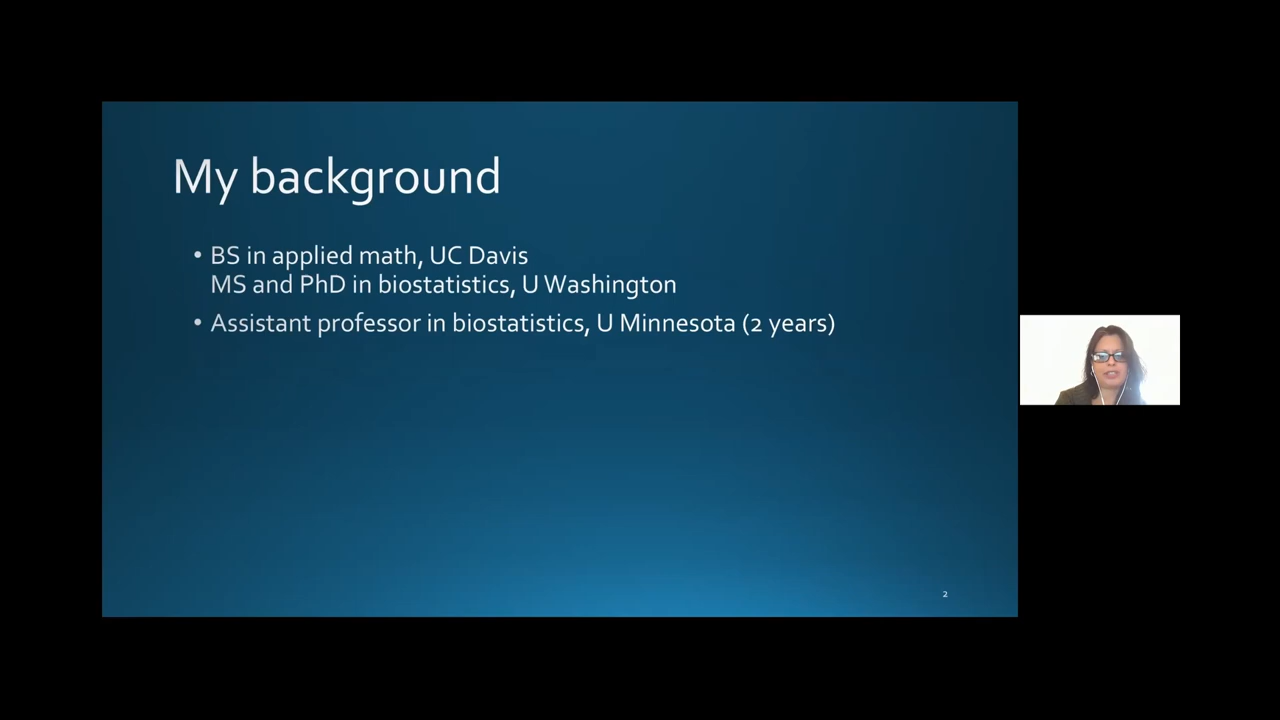 My background
• BS in applied math, UC Davis
MS and PhD in biostatistics, U Washington
• Assistant professor in biostatistics, U Minnesota (2 years)
2